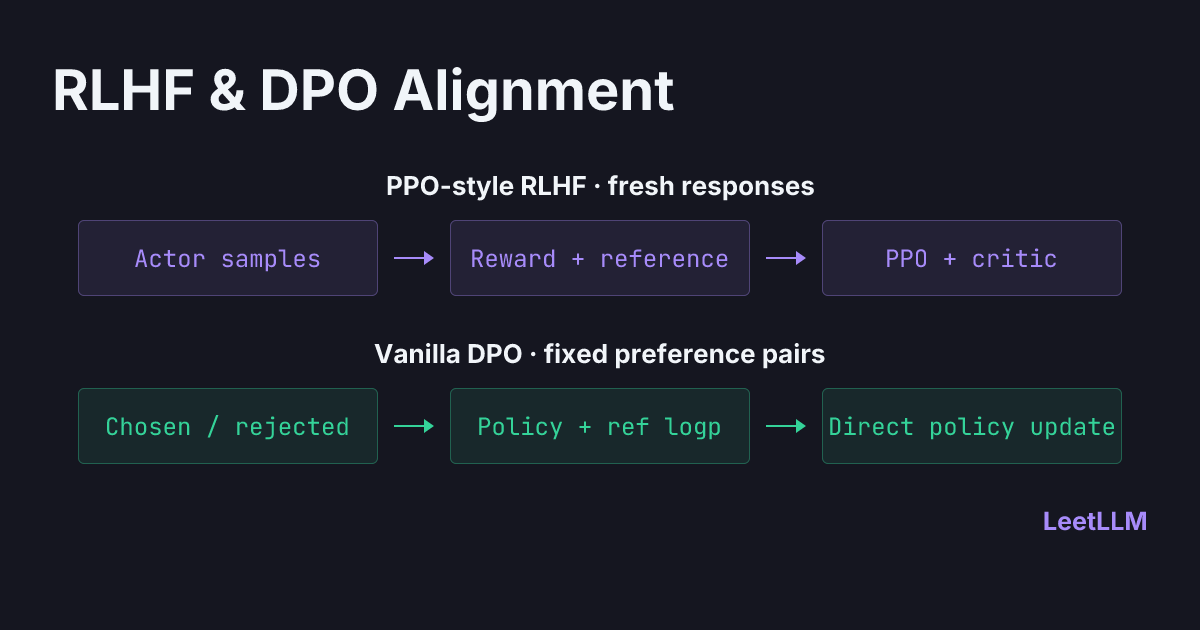 RLHF & DPO Alignment
PPO-style RLHF · fresh responses
Actor samples
Reward + reference
PPO + critic
Vanilla DPO · fixed preference pairs
Chosen / rejected
Policy + ref logp
Direct policy update
LeetLLM